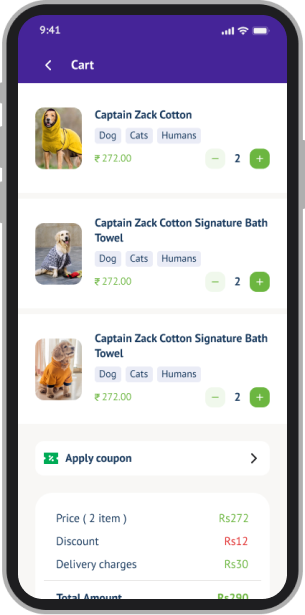 9:41
Cart
Captain Zack Cotton
Dog Cats Humans
₹ 272.00 − 2 +
Captain Zack Cotton Signature Bath
Towel
Dog Cats Humans
₹ 272.00 − 2 +
Captain Zack Cotton Signature Bath
Towel
Dog Cats Humans
₹ 272.00 − 2 +
Apply coupon
Price ( 2 item ) Rs272
Discount Rs12
Delivery charges Rs30
Total Amount Rs290